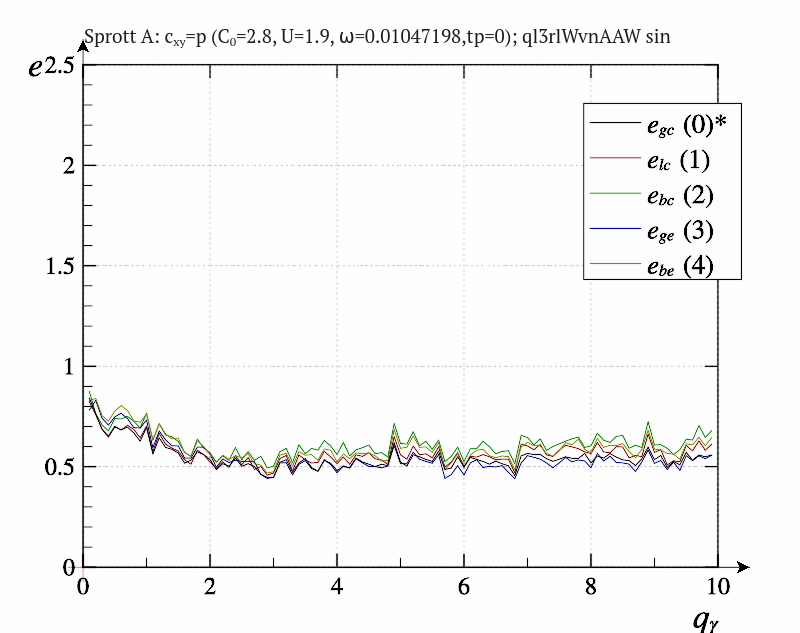 Sprott A: cxy=p (C0=2.8, U=1.9, ω=0.01047198,tp=0); ql3rlWvnAAW sin
e
2.5
2
1.5
1
0.5
0
egc (0)*
elc (1)
ebc (2)
ege (3)
ebe (4)
0 2 4 6 8 10
qγ